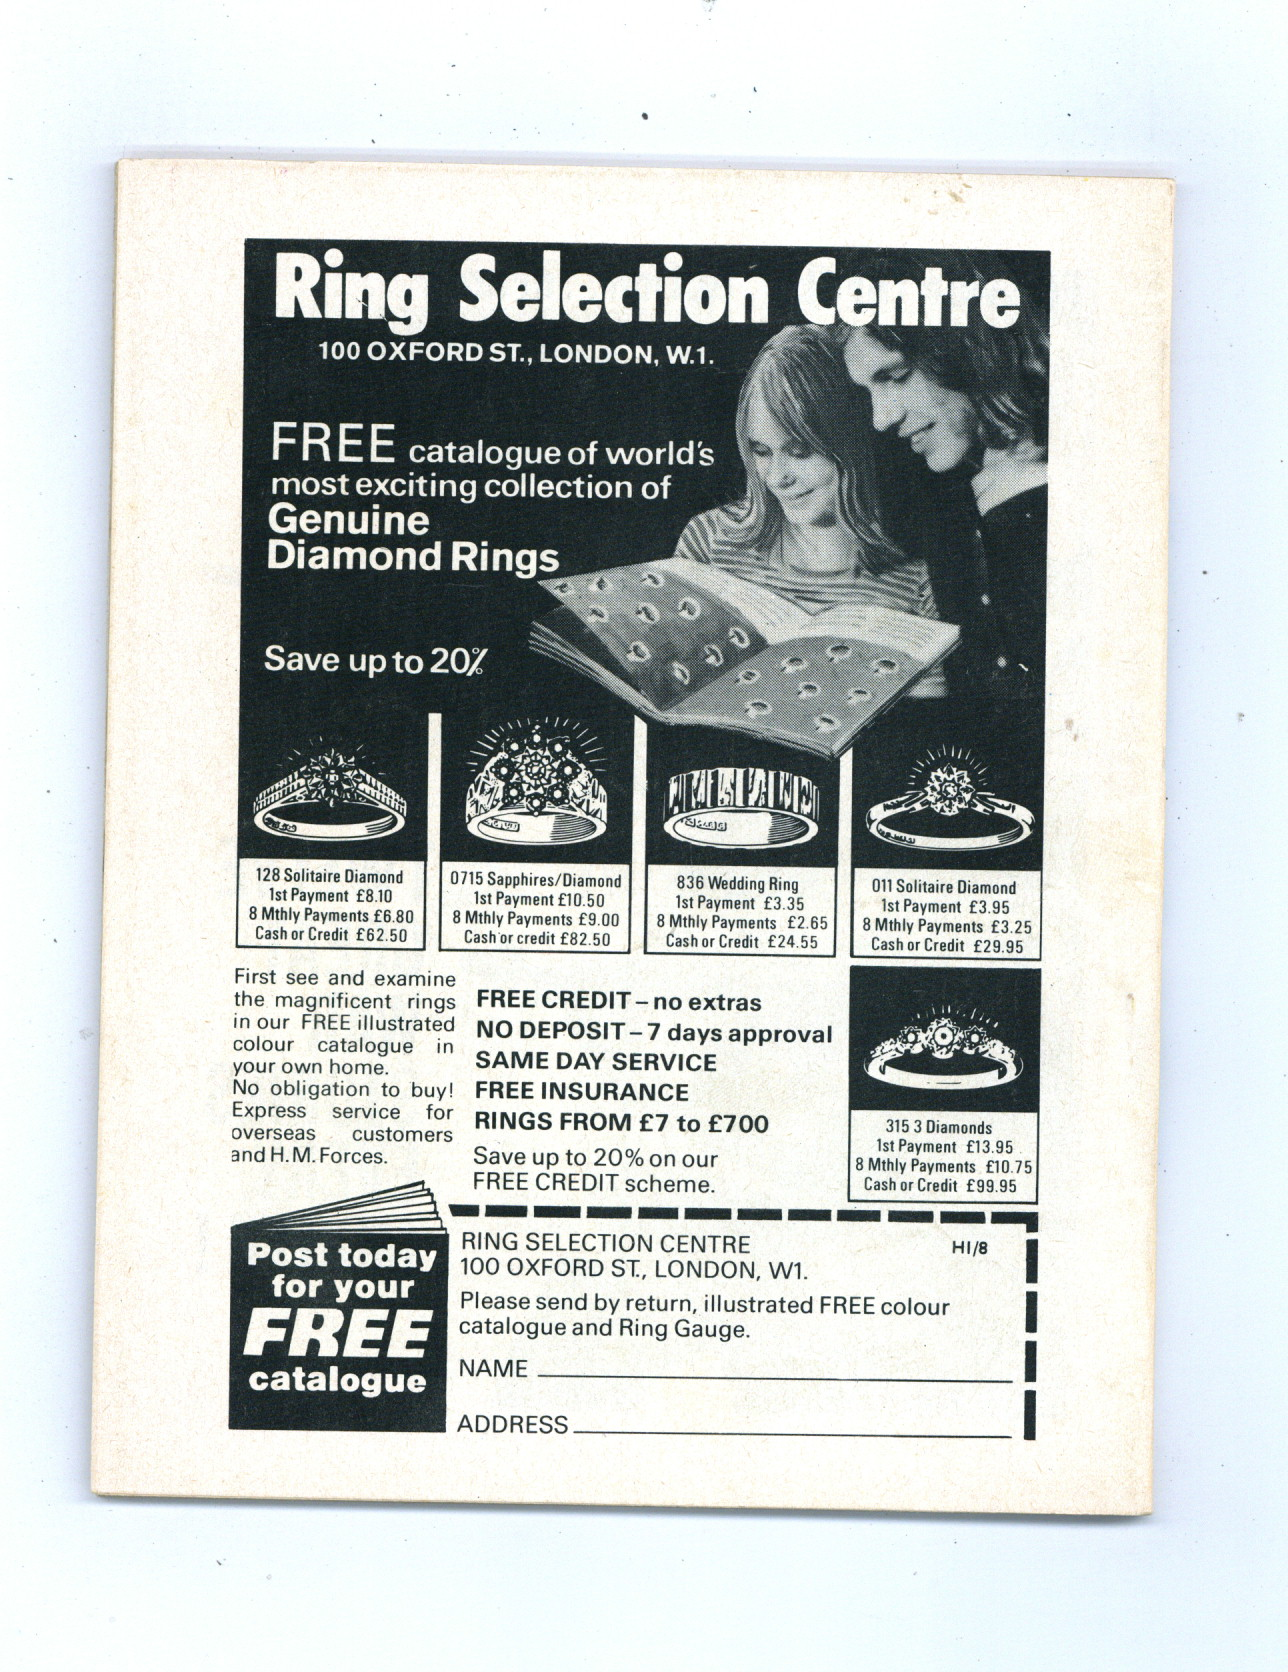 Ring Selection Centre
100 OXFORD ST., LONDON, W.1.
FREE catalogue of world's
most exciting collection of
Genuine
Diamond Rings
Save up to 20%
128 Solitaire Diamond
1st Payment £8.10
8 Mthly Payments £6.80
Cash or Credit £62.50
0715 Sapphires/Diamond
1st Payment £10.50
8 Mthly Payments £9.00
Cash or credit £82.50
836 Wedding Ring
1st Payment £3.35
8 Mthly Payments £2.65
Cash or Credit £24.55
011 Solitaire Diamond
1st Payment £3.95
8 Mthly Payments £3.25
Cash or Credit £29.95
First see and examine
the magnificent rings
in our FREE illustrated
colour catalogue in
your own home.
No obligation to buy!
Express service for
overseas customers
and H.M. Forces.
FREE CREDIT – no extras
NO DEPOSIT – 7 days approval
SAME DAY SERVICE
FREE INSURANCE
RINGS FROM £7 to £700
Save up to 20% on our
FREE CREDIT scheme.
315 3 Diamonds
1st Payment £13.95
8 Mthly Payments £10.75
Cash or Credit £99.95
Post today
for your
FREE
catalogue
RING SELECTION CENTRE
HI/8
100 OXFORD ST., LONDON, W1.
Please send by return, illustrated FREE colour
catalogue and Ring Gauge.
NAME
ADDRESS